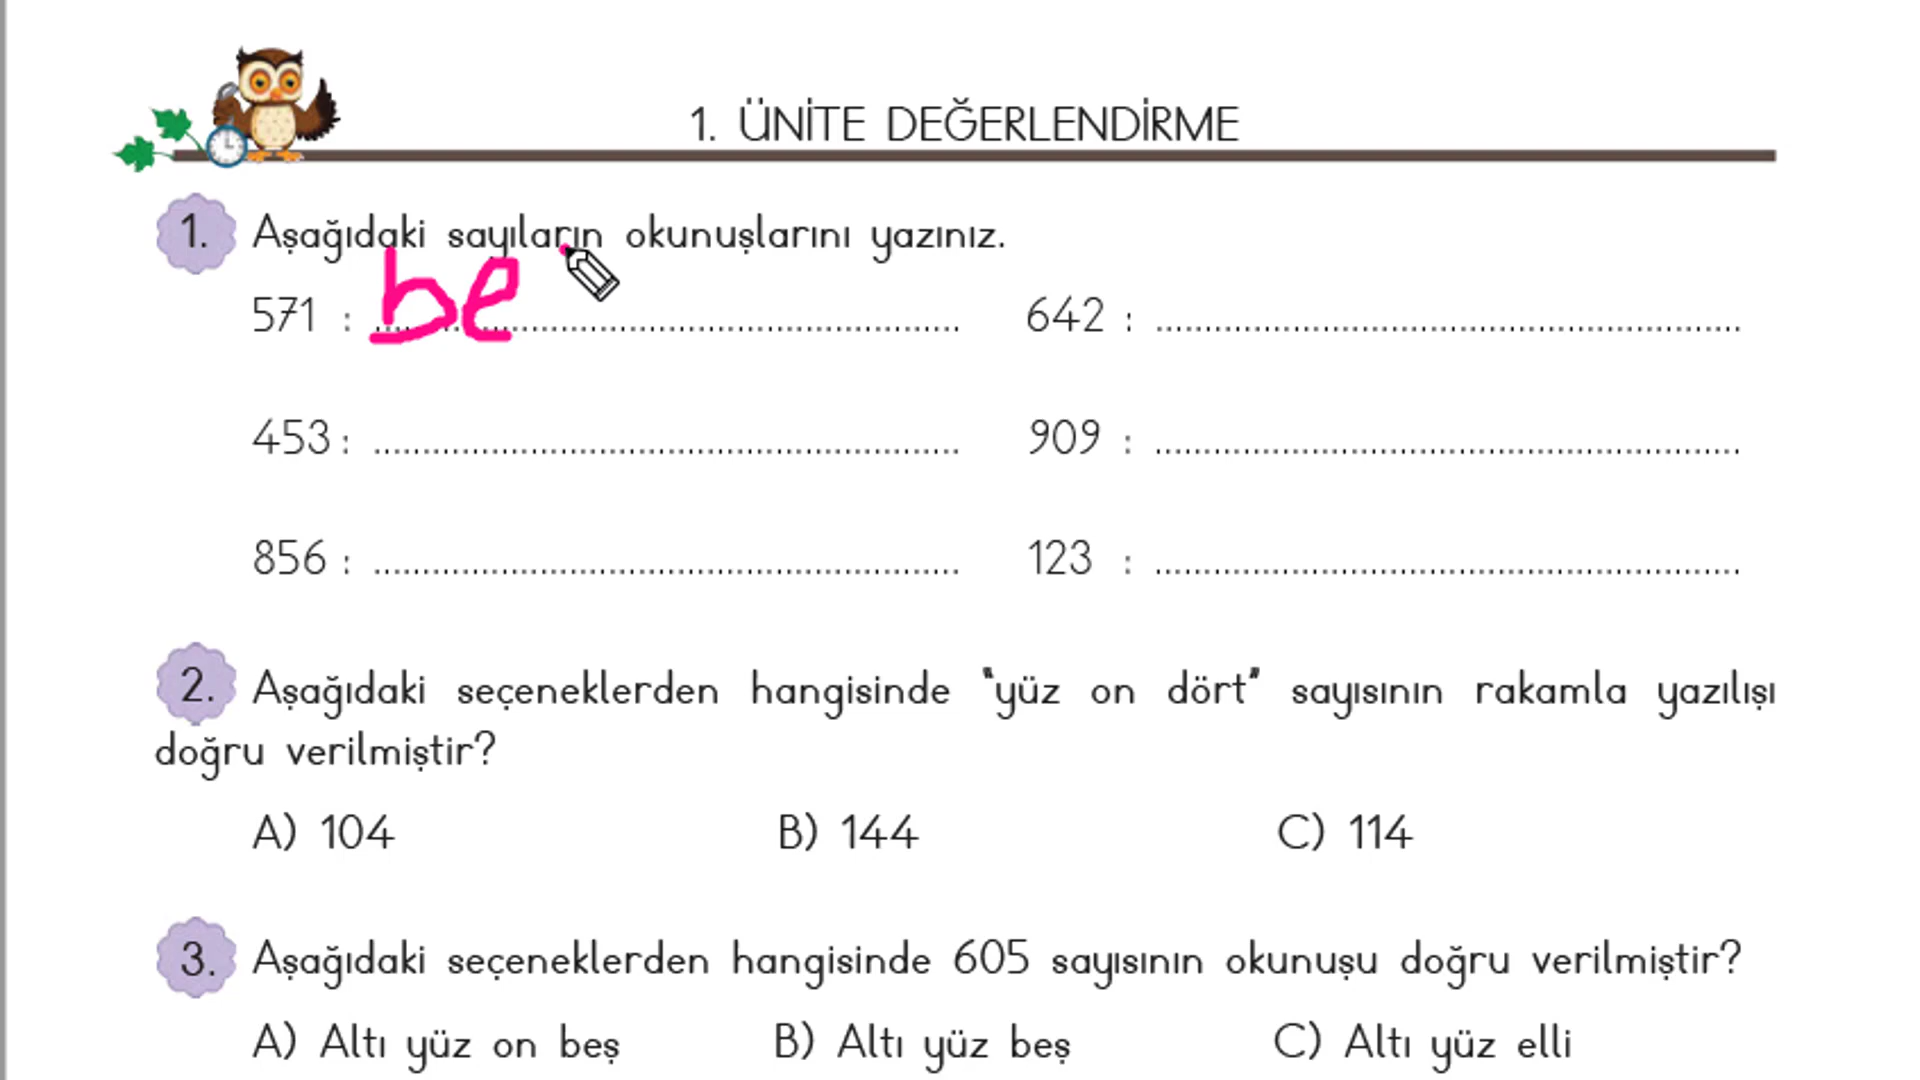 1. ÜNİTE DEĞERLENDİRME
1. Aşağıdaki sayıların okunuşlarını yazınız.
571 : be.......................................... 642 : ..........................................
453 : .......................................... 909 : ..........................................
856 : .......................................... 123 : ..........................................
2. Aşağıdaki seçeneklerden hangisinde "yüz on dört" sayısının rakamla yazılışı
doğru verilmiştir?
A) 104 B) 144 C) 114
3. Aşağıdaki seçeneklerden hangisinde 605 sayısının okunuşu doğru verilmiştir?
A) Altı yüz on beş B) Altı yüz beş C) Altı yüz elli